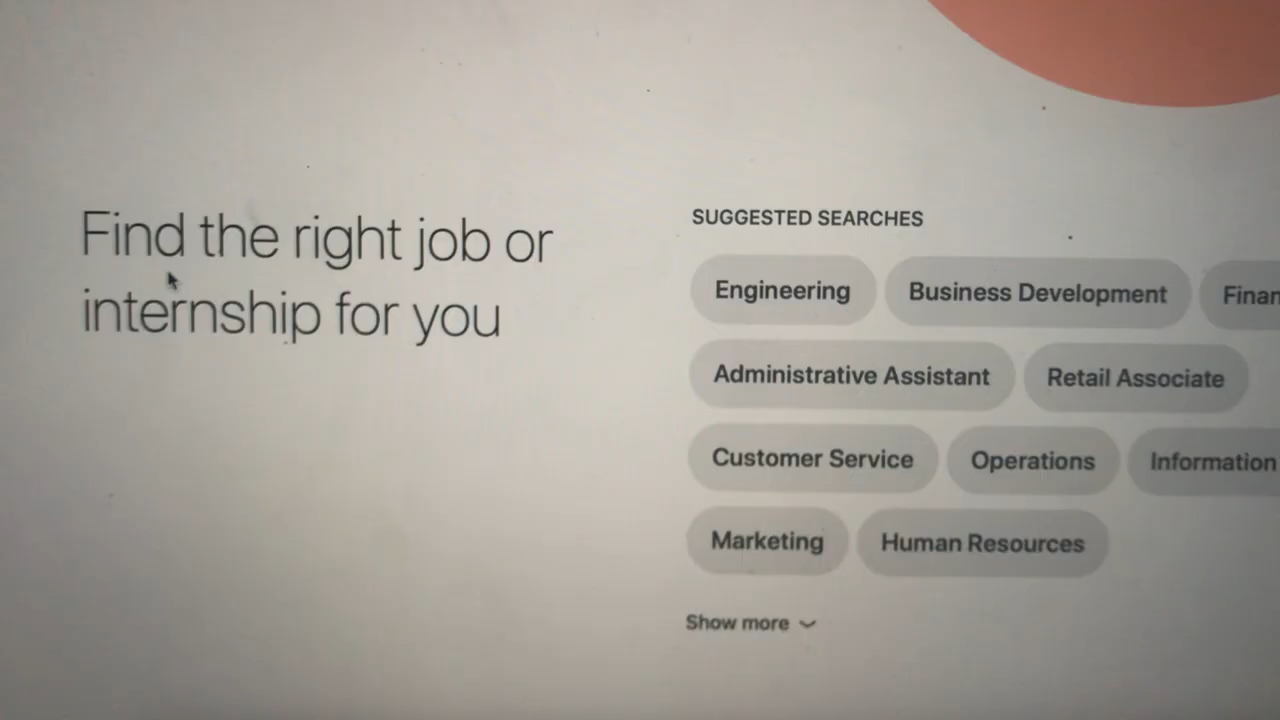 Find the right job or
internship for you
SUGGESTED SEARCHES
Engineering Business Development
Administrative Assistant Retail Associate
Customer Service Operations Information
Marketing Human Resources
Show more